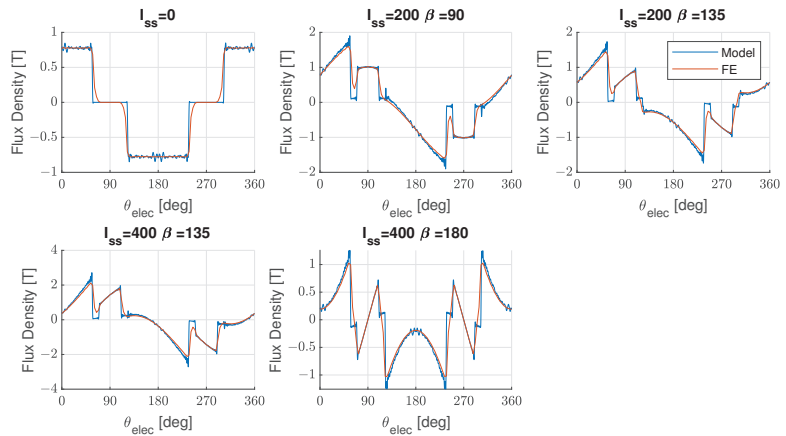 I_ss=0
I_ss=200 β =90
I_ss=200 β =135
Flux Density [T]
1
0.5
0
-0.5
-1
0
90
180
270
360
θ_elec [deg]
Flux Density [T]
2
1
0
-1
-2
0
90
180
270
360
θ_elec [deg]
Flux Density [T]
2
1
0
-1
-2
0
90
180
270
360
θ_elec [deg]
Model
FE
I_ss=400 β =135
I_ss=400 β =180
Flux Density [T]
4
2
0
-2
-4
0
90
180
270
360
θ_elec [deg]
Flux Density [T]
1
0.5
0
-0.5
-1
0
90
180
270
360
θ_elec [deg]